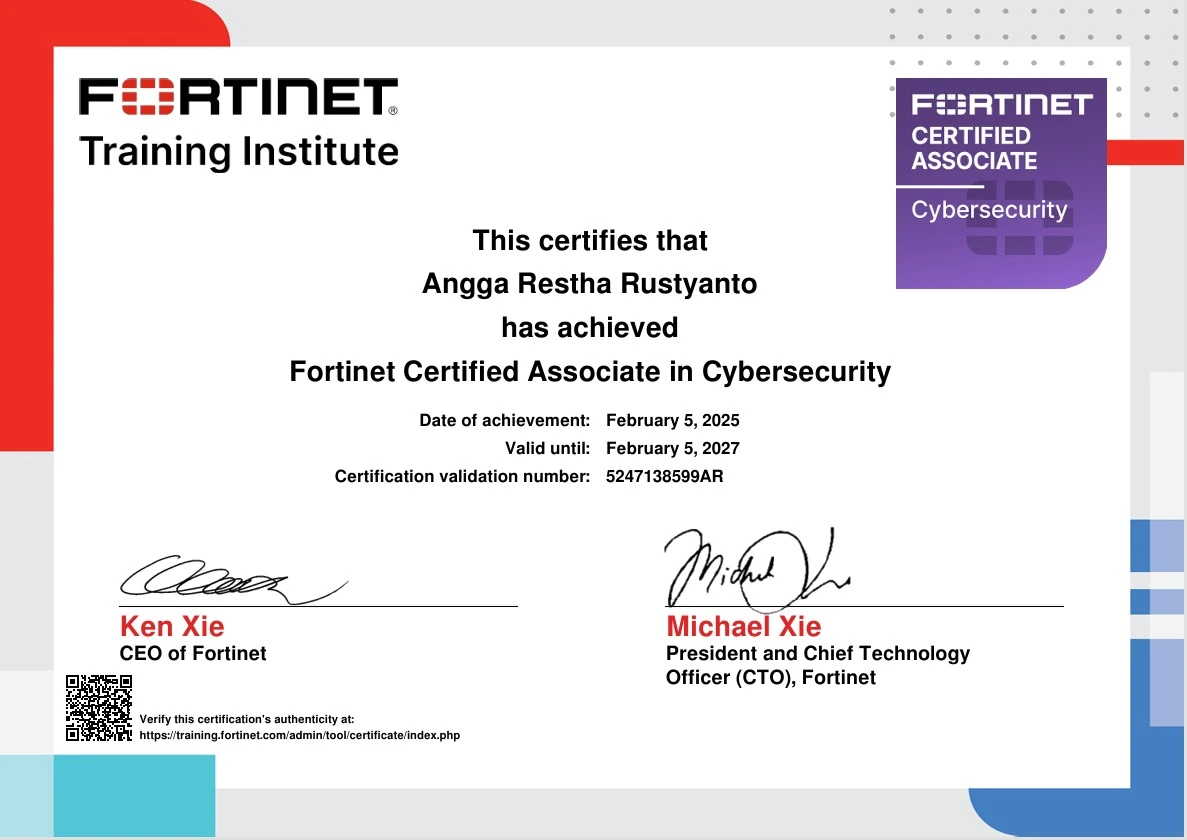 FORTINET®
Training Institute
FORTINET
CERTIFIED
ASSOCIATE
Cybersecurity
This certifies that
Angga Restha Rustyanto
has achieved
Fortinet Certified Associate in Cybersecurity
Date of achievement: February 5, 2025
Valid until: February 5, 2027
Certification validation number: 5247138599AR
Ken Xie
CEO of Fortinet
Michael Xie
President and Chief Technology
Officer (CTO), Fortinet
Verify this certification's authenticity at:
https://training.fortinet.com/admin/tool/certificate/index.php